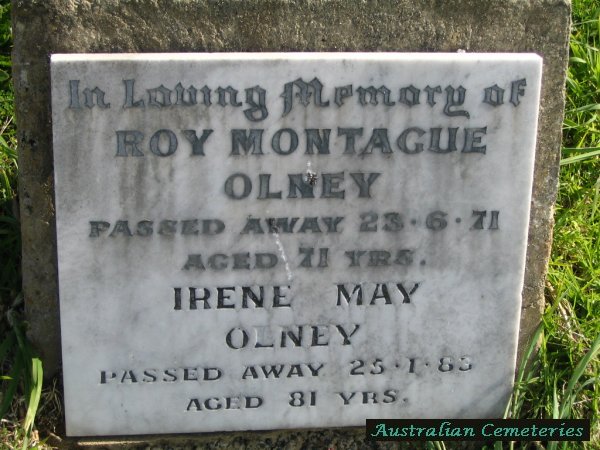 In Loving Memory of
ROY MONTAGUE
OLNEY
PASSED AWAY 23·6·71
AGED 71 YRS.
IRENE MAY
OLNEY
PASSED AWAY 25·1·83
AGED 81 YRS.
Australian Cemeteries